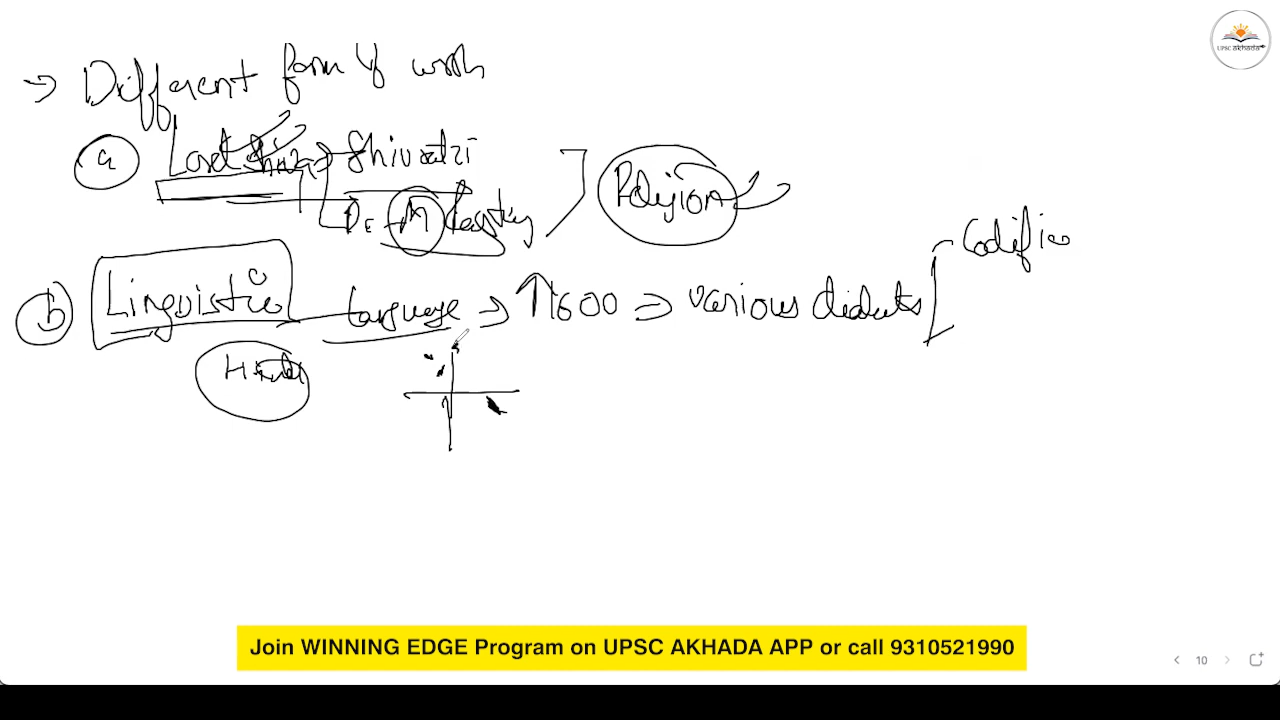 UPSC akhada
→ Different form of
a Lord Shiva → Shivratri
Religion
Codifica
b Linguistic Language ⇒ ↑1600 ⇒ various dialects
Hindi
Join WINNING EDGE Program on UPSC AKHADA APP or call 9310521990
< 10 >